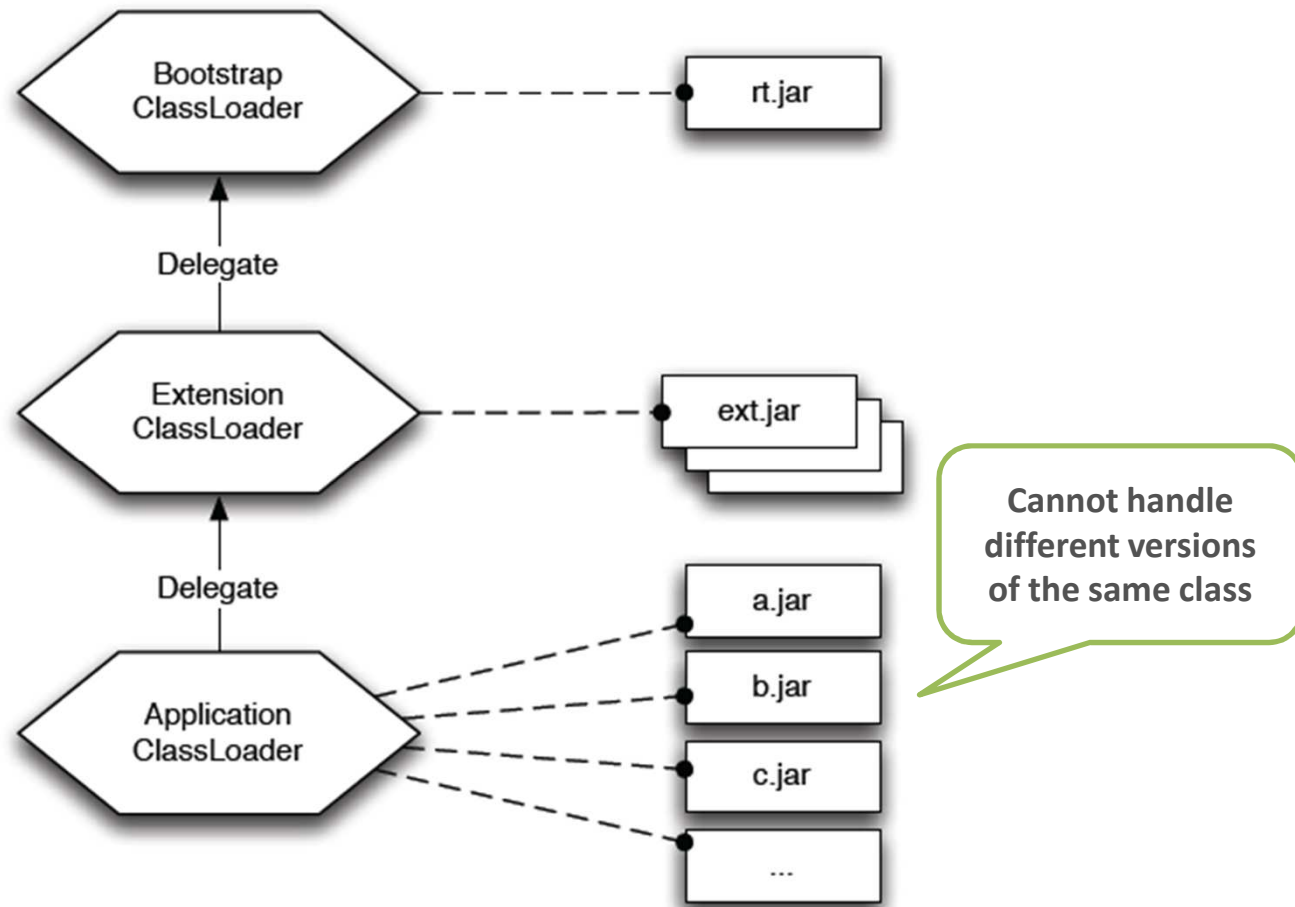 Bootstrap
ClassLoader
rt.jar
Delegate
Extension
ClassLoader
ext.jar
Cannot handle
different versions
of the same class
Delegate
a.jar
b.jar
Application
ClassLoader
c.jar
...